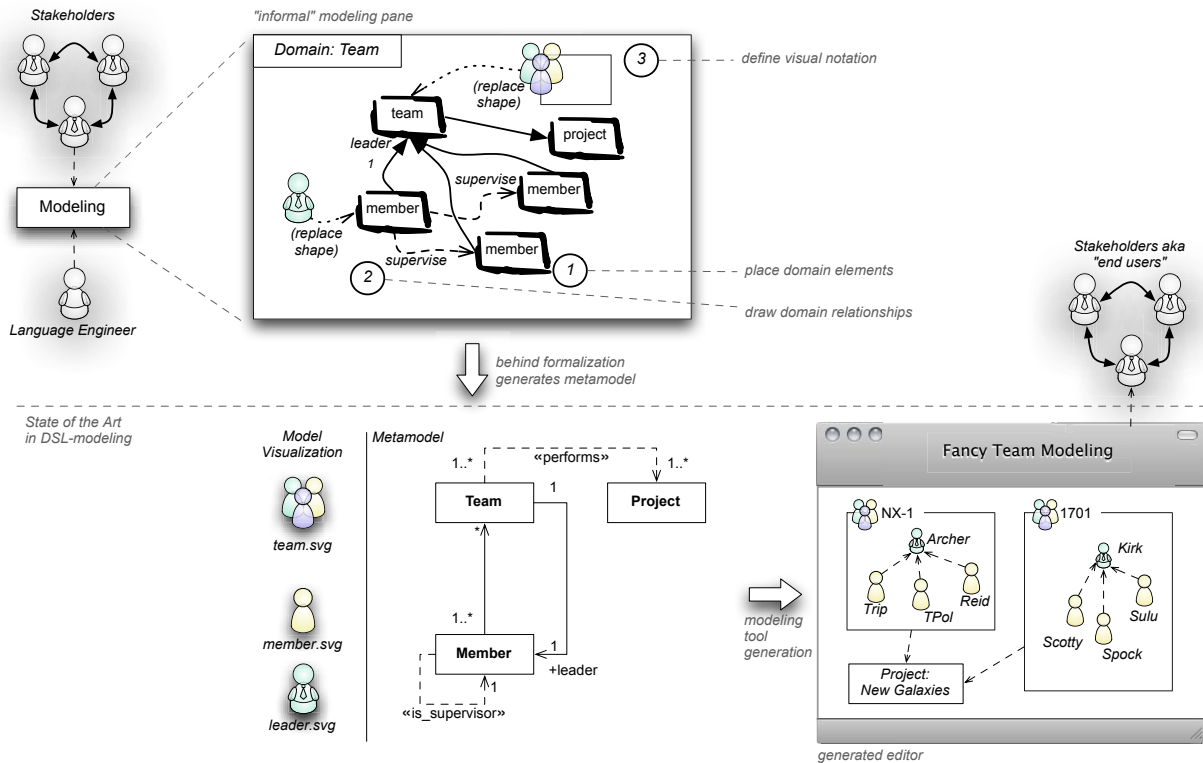 Stakeholders
"informal" modeling pane
Domain: Team
3
define visual notation
(replace
shape)
team
project
leader
1
supervise
member
member
(replace
shape)
member
supervise
1
2
place domain elements
draw domain relationships
Modeling
Language Engineer
Stakeholders aka
"end users"
behind formalization
generates metamodel
State of the Art
in DSL-modeling
Model
Visualization
Metamodel
team.svg
member.svg
leader.svg
1..*
«performs»
1..*
Team
1
Project
*
1..*
Member
1
+leader
1
«is_supervisor»
modeling
tool
generation
Fancy Team Modeling
NX-1
Archer
Trip
TPol
Reid
1701
Kirk
Scotty
Spock
Sulu
Project:
New Galaxies
generated editor